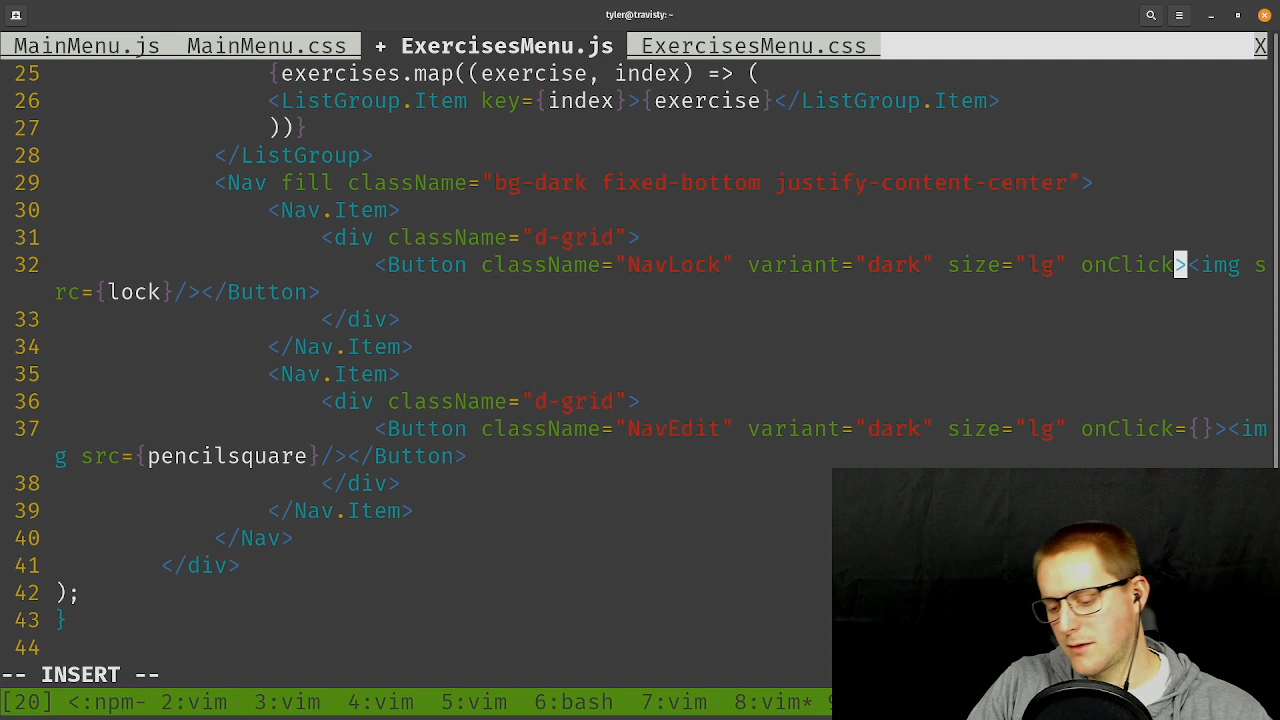 tyler@travisty:~
MainMenu.js MainMenu.css + ExercisesMenu.js ExercisesMenu.css X
25 {exercises.map((exercise, index) => (
26 <ListGroup.Item key={index}>{exercise}</ListGroup.Item>
27 ))}
28 </ListGroup>
29 <Nav fill className="bg-dark fixed-bottom justify-content-center">
30 <Nav.Item>
31 <div className="d-grid">
32 <Button className="NavLock" variant="dark" size="lg" onClick><img s
rc={lock}/></Button>
33 </div>
34 </Nav.Item>
35 <Nav.Item>
36 <div className="d-grid">
37 <Button className="NavEdit" variant="dark" size="lg" onClick={}><im
g src={pencilsquare}/></Button>
38 </div>
39 </Nav.Item>
40 </Nav>
41 </div>
42 );
43 }
44
-- INSERT --
[20] <:npm- 2:vim 3:vim 4:vim 5:vim 6:bash 7:vim 8:vim*